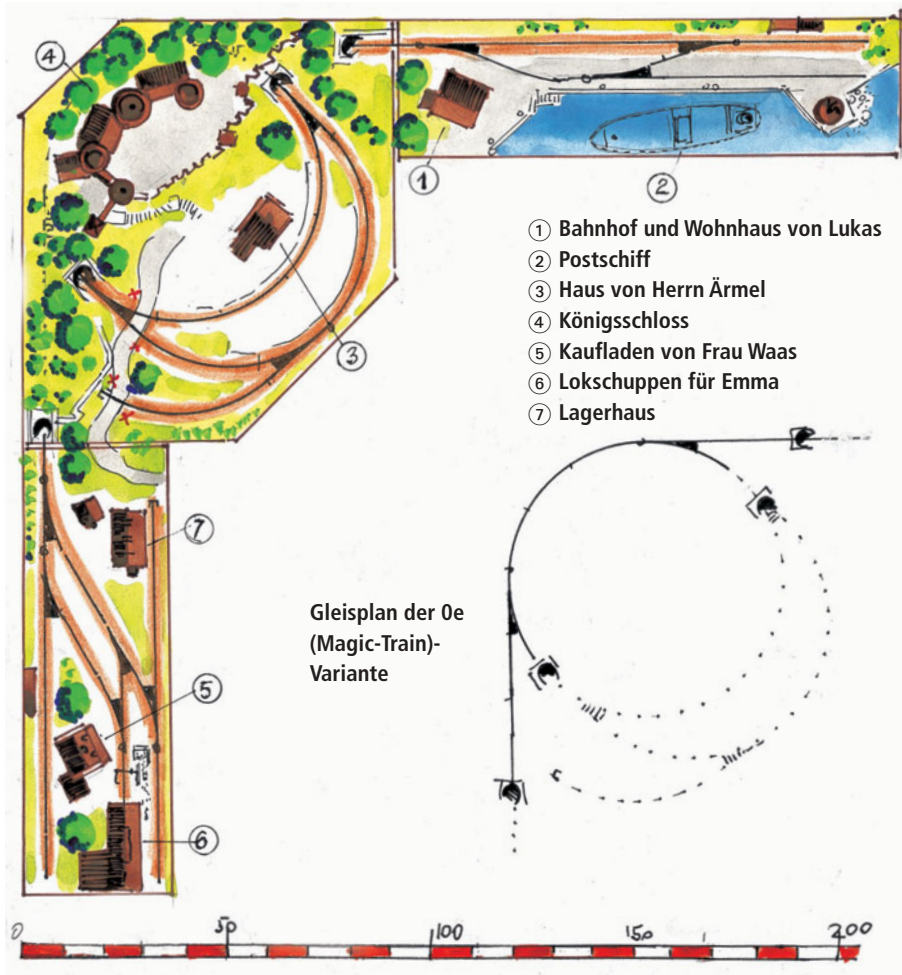 4
1
2
3
① Bahnhof und Wohnhaus von Lukas
② Postschiff
③ Haus von Herrn Ärmel
④ Königsschloss
⑤ Kaufladen von Frau Waas
⑥ Lokschuppen für Emma
⑦ Lagerhaus
7
Gleisplan der 0e
(Magic-Train)-
Variante
5
6
0 50 100 150 200